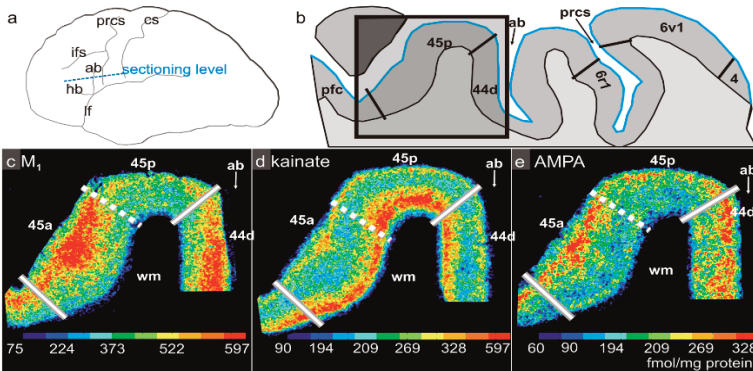 a
prcs
cs
ifs
ab
sectioning level
hb
lf
b
ab
prcs
6v1
45p
pfc
44d
6r1
4
c M1
45p
ab
45a
44d
wm
75 224 373 522 597
d kainate
45p
ab
45a
44d
wm
90 194 209 269 328 597
e AMPA
45p
ab
45a
44d
wm
60 90 194 209 269 328
fmol/mg protein